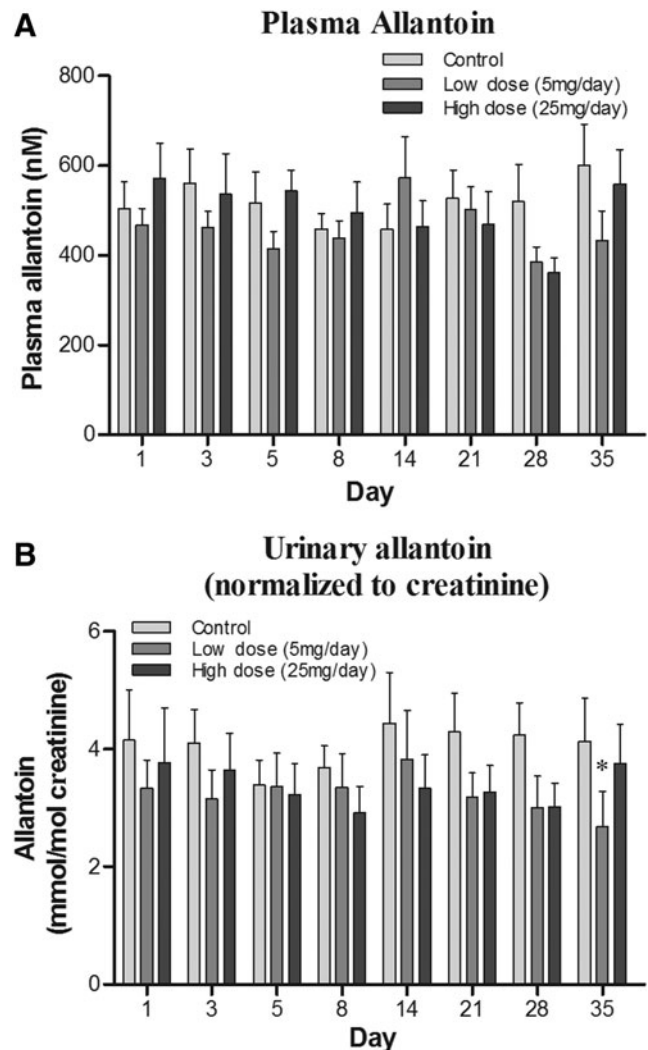 A
Plasma Allantoin
Control
Low dose (5mg/day)
High dose (25mg/day)
Plasma allantoin (nM)
800
600
400
200
0
1 3 5 8 14 21 28 35
Day
B
Urinary allantoin
(normalized to creatinine)
Control
Low dose (5mg/day)
High dose (25mg/day)
Allantoin
(mmol/mol creatinine)
6
4
2
0
*
1 3 5 8 14 21 28 35
Day